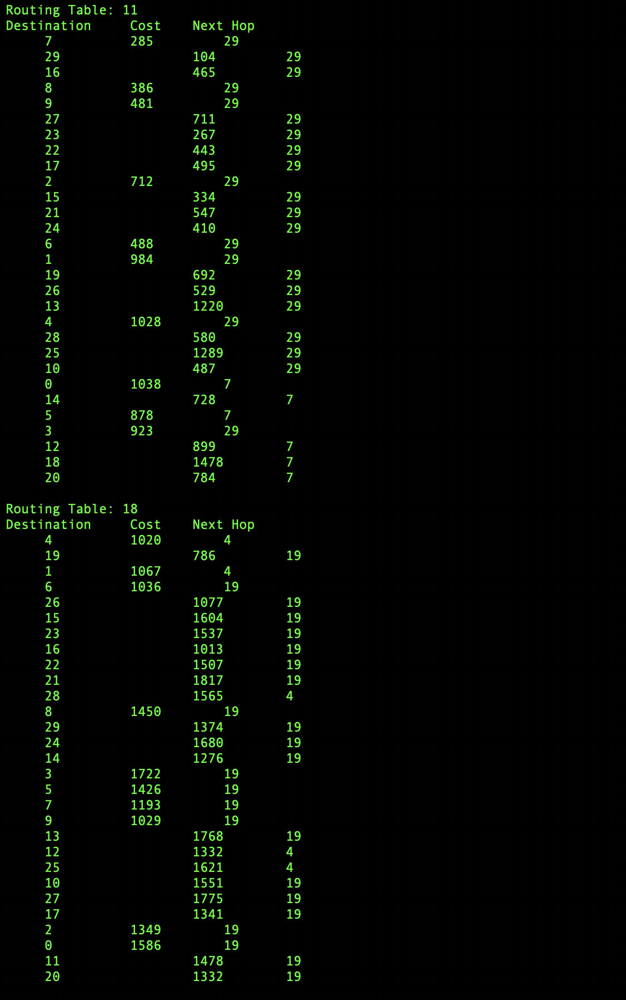 Routing Table: 11
Destination Cost Next Hop
7 285 29
29 104 29
16 465 29
8 386 29
9 481 29
27 711 29
23 267 29
22 443 29
17 495 29
2 712 29
15 334 29
21 547 29
24 410 29
6 488 29
1 984 29
19 692 29
26 529 29
13 1220 29
4 1028 29
28 580 29
25 1289 29
10 487 29
0 1038 7
14 728 7
5 878 7
3 923 29
12 899 7
18 1478 7
20 784 7
Routing Table: 18
Destination Cost Next Hop
4 1020 4
19 786 19
1 1067 4
6 1036 19
26 1077 19
15 1604 19
23 1537 19
16 1013 19
22 1507 19
21 1817 19
28 1565 4
8 1450 19
29 1374 19
24 1680 19
14 1276 19
3 1722 19
5 1426 19
7 1193 19
9 1029 19
13 1768 19
12 1332 4
25 1621 4
10 1551 19
27 1775 19
17 1341 19
2 1349 19
0 1586 19
11 1478 19
20 1332 19